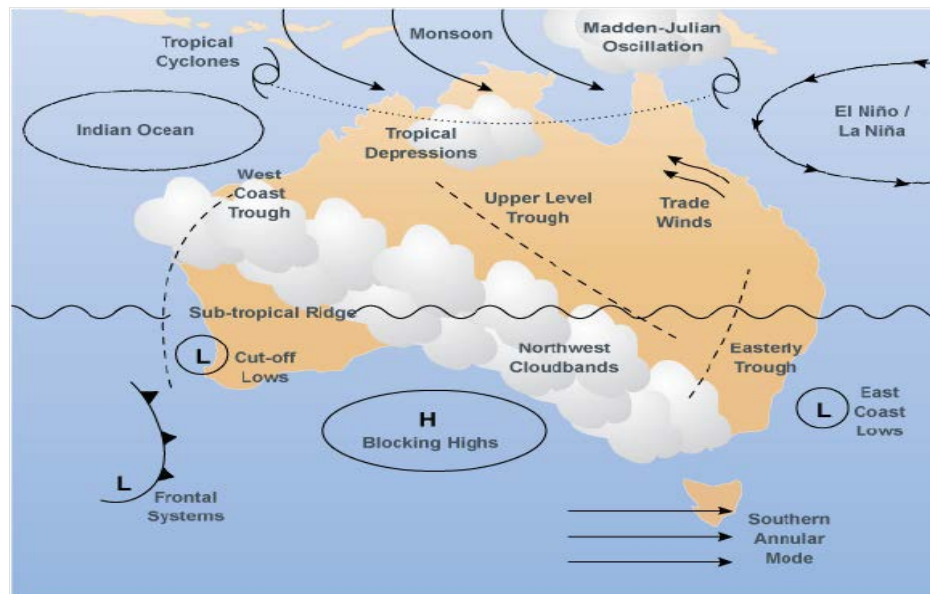 Madden-Julian
Oscillation
Monsoon
Tropical
Cyclones
El Niño /
La Niña
Indian Ocean
Tropical
Depressions
West
Coast
Trough
Upper Level
Trough
Trade
Winds
Sub-tropical Ridge
L
Cut-off
Lows
Northwest
Cloudbands
Easterly
Trough
H
Blocking Highs
L
East
Coast
Lows
L
Frontal
Systems
Southern
Annular
Mode